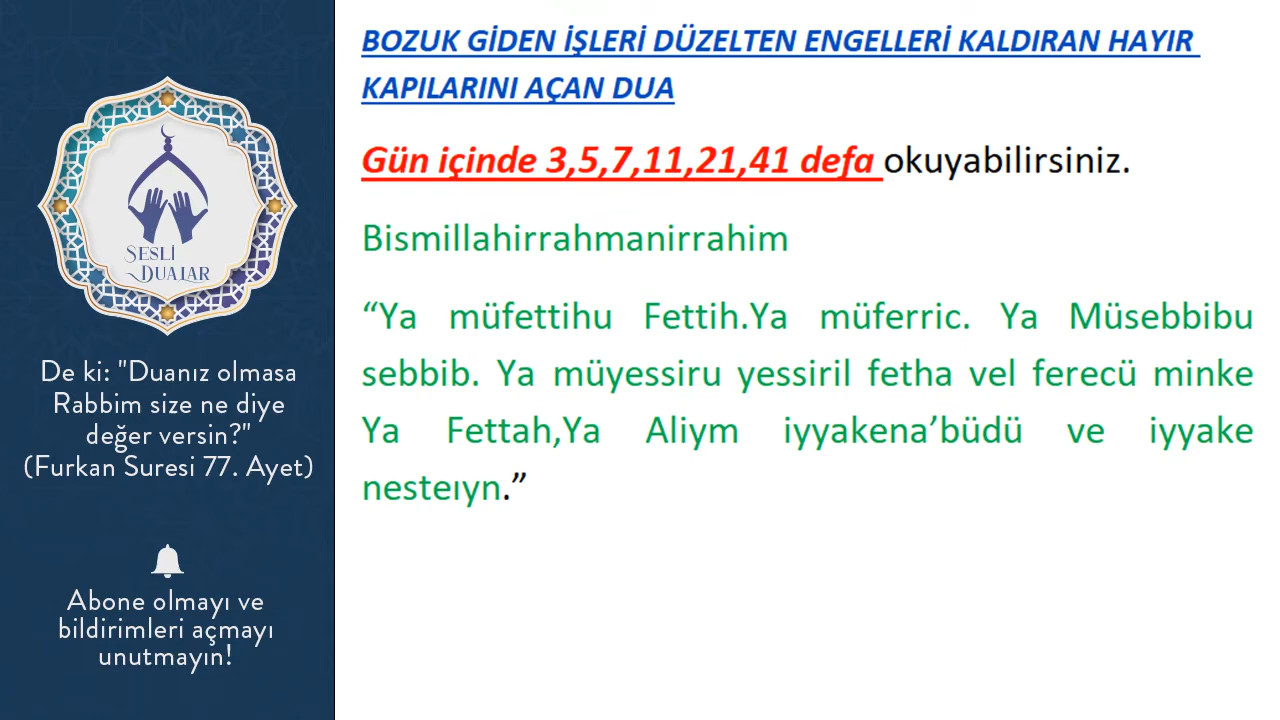 SESLİ
DUALAR
De ki: "Duanız olmasa
Rabbim size ne diye
değer versin?"
(Furkan Suresi 77. Ayet)
Abone olmayı ve
bildirimleri açmayı
unutmayın!
BOZUK GİDEN İŞLERİ DÜZELTEN ENGELLERİ KALDIRAN HAYIR
KAPILARINI AÇAN DUA
Gün içinde 3,5,7,11,21,41 defa okuyabilirsiniz.
Bismillahirrahmanirrahim
“Ya müfettihu Fettih.Ya müferric. Ya Müsebbibu
sebbib. Ya müyessiru yessiril fetha vel ferecü minke
Ya Fettah,Ya Aliym iyyakena’büdü ve iyyake
nesteıyn.”